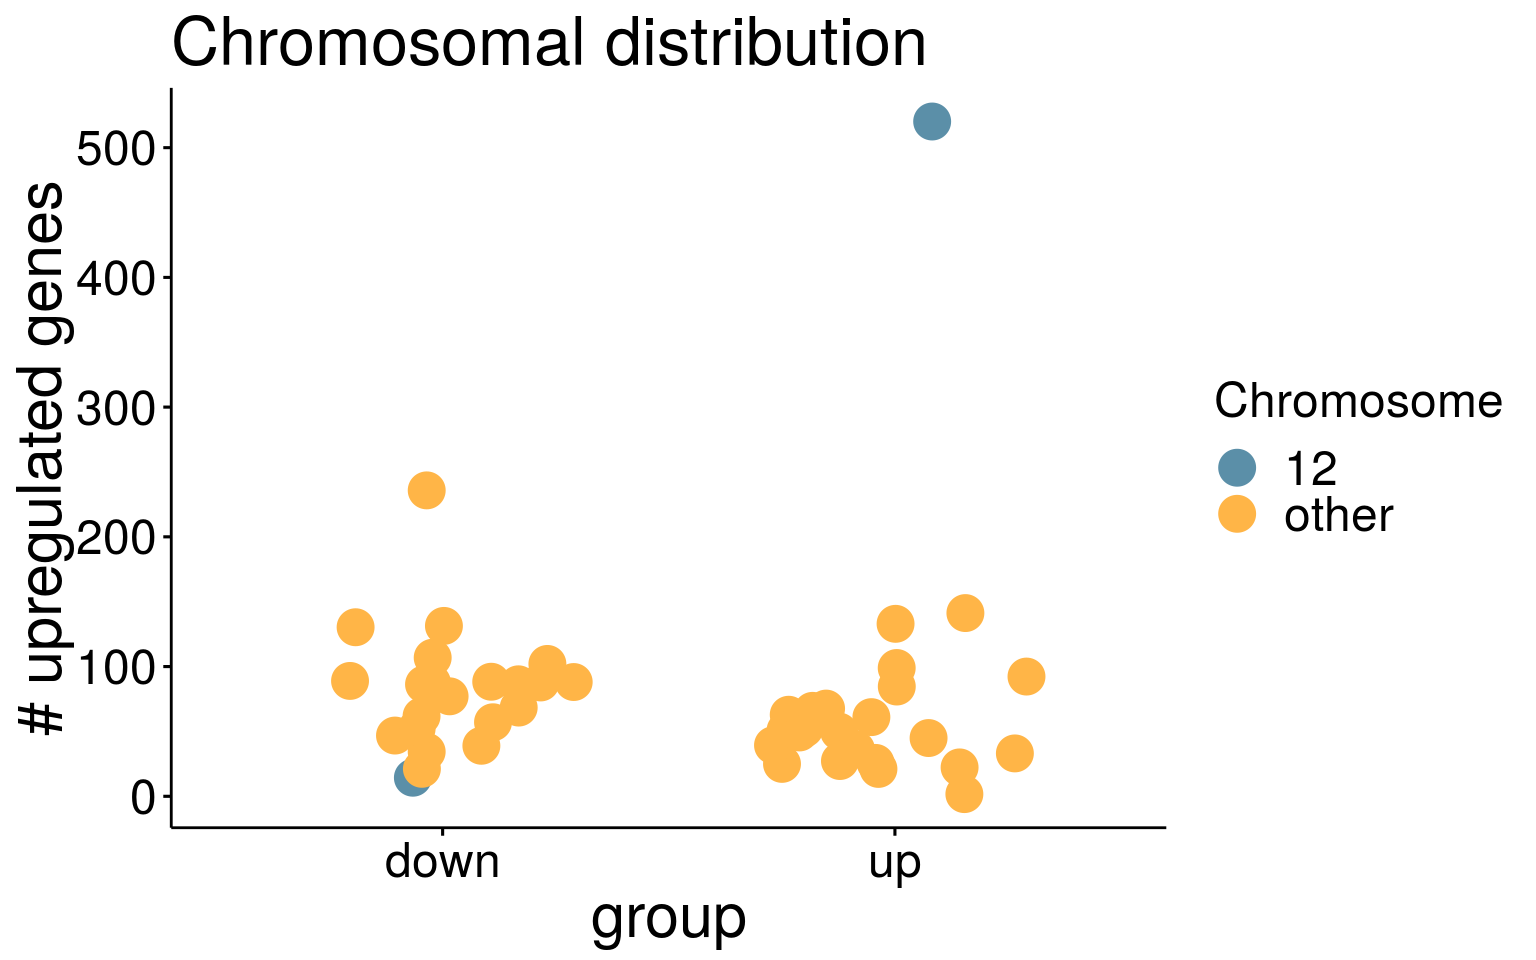 Chromosomal distribution
# upregulated genes
500
400
300
200
100
0
down
up
group
Chromosome
12
other